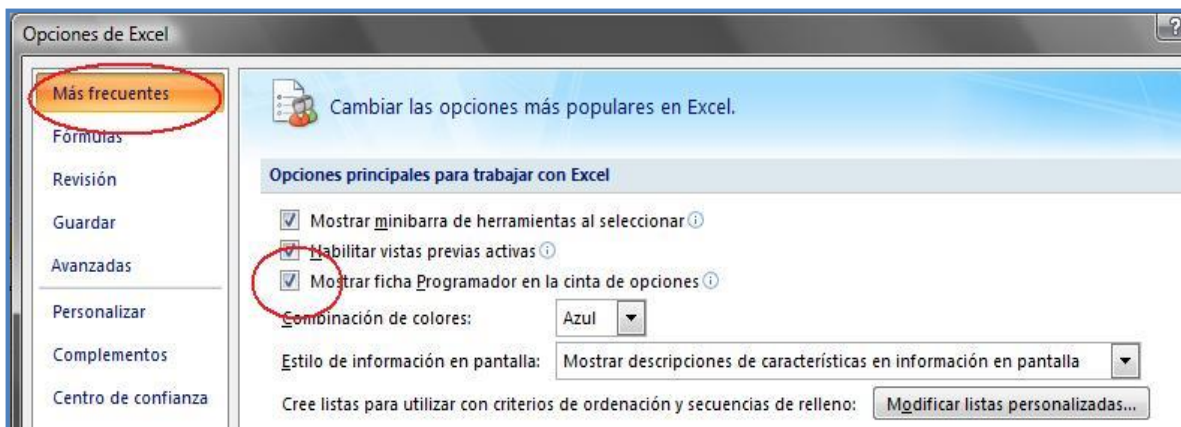 Opciones de Excel
?
Más frecuentes
Fórmulas
Revisión
Guardar
Avanzadas
Personalizar
Complementos
Centro de confianza
Cambiar las opciones más populares en Excel.
Opciones principales para trabajar con Excel
Mostrar minibarra de herramientas al seleccionar
Habilitar vistas previas activas
Mostrar ficha Programador en la cinta de opciones
Combinación de colores: Azul
Estilo de información en pantalla: Mostrar descripciones de características en información en pantalla
Cree listas para utilizar con criterios de ordenación y secuencias de relleno: Modificar listas personalizadas...